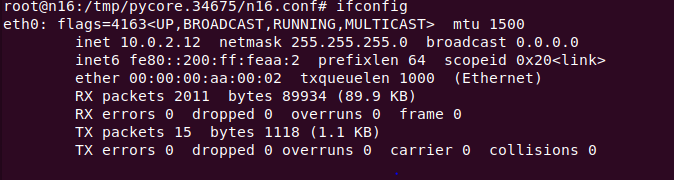 root@n16:/tmp/pycore.34675/n16.conf# ifconfig
eth0: flags=4163<UP,BROADCAST,RUNNING,MULTICAST>  mtu 1500
        inet 10.0.2.12  netmask 255.255.255.0  broadcast 0.0.0.0
        inet6 fe80::200:ff:feaa:2  prefixlen 64  scopeid 0x20<link>
        ether 00:00:00:aa:00:02  txqueuelen 1000  (Ethernet)
        RX packets 2011  bytes 89934 (89.9 KB)
        RX errors 0  dropped 0  overruns 0  frame 0
        TX packets 15  bytes 1118 (1.1 KB)
        TX errors 0  dropped 0 overruns 0  carrier 0  collisions 0